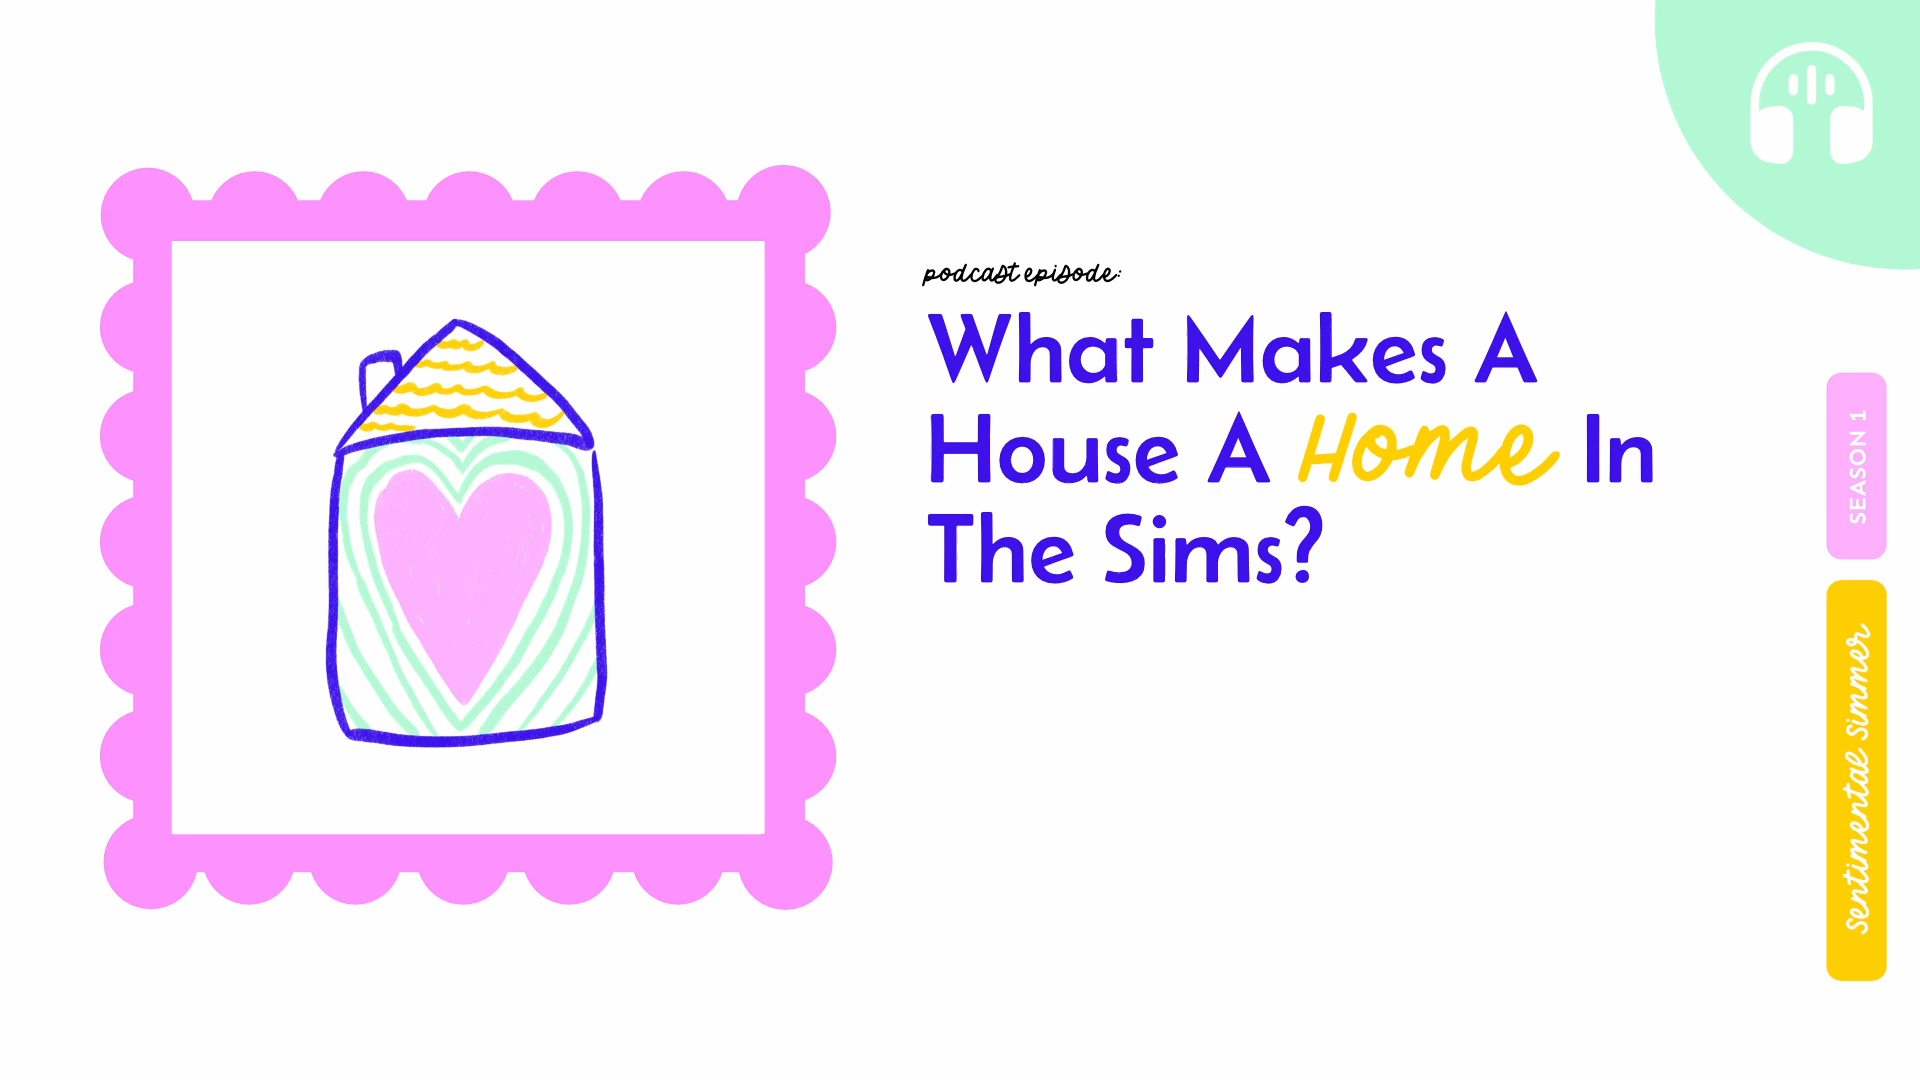 podcast episode:
What Makes A
House A Home In
The Sims?
SEASON 1
sentimental simmer